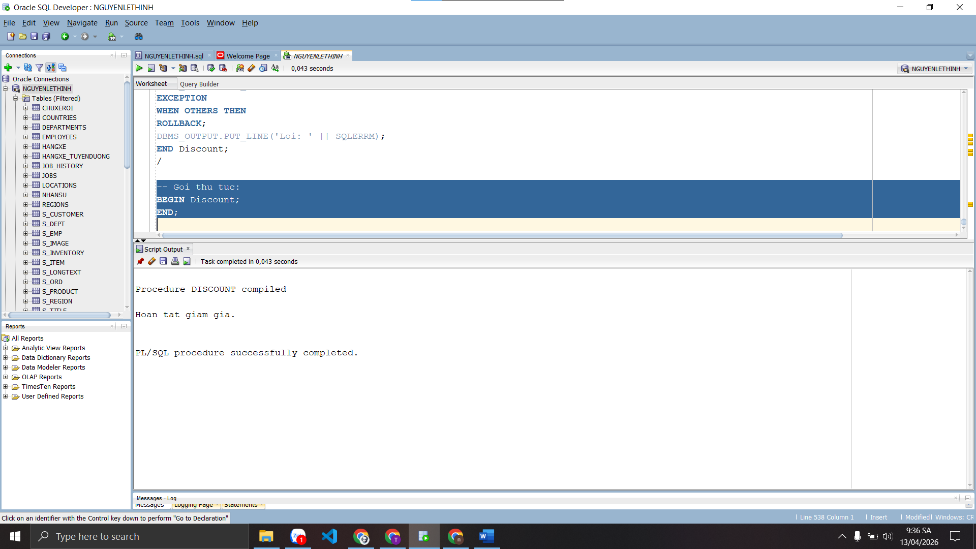 Oracle SQL Developer : NGUYENLETHINH
File Edit View Navigate Run Source Team Tools Window Help
Connections
Oracle Connections
NGUYENLETHINH
Tables (Filtered)
CHUXEROI
COUNTRIES
DEPARTMENTS
EMPLOYEES
HANGXE
HANGXE_TUYENDUONG
JOB_HISTORY
JOBS
LOCATIONS
NHANSU
REGIONS
S_CUSTOMER
S_DEPT
S_EMP
S_IMAGE
S_INVENTORY
S_ITEM
S_LONGTEXT
S_ORD
S_PRODUCT
S_REGION
S_TITLE
Reports
All Reports
Analytic View Reports
Data Dictionary Reports
Data Modeler Reports
OLAP Reports
TimesTen Reports
User Defined Reports
NGUYENLETHINH.sql Welcome Page NGUYENLETHINH
0,043 seconds
NGUYENLETHINH
Worksheet Query Builder
EXCEPTION
WHEN OTHERS THEN
ROLLBACK;
DBMS_OUTPUT.PUT_LINE('Loi: ' || SQLERRM);
END Discount;
/
-- Goi thu tuc:
BEGIN Discount;
END;
Script Output
Task completed in 0,043 seconds
Procedure DISCOUNT compiled
Hoan tat giam gia.
PL/SQL procedure successfully completed.
Messages - Log
Messages Logging Page Statements
Click on an identifier with the Control key down to perform "Go to Declaration"
Line 538 Column 1 Insert Modified Windows: CF
Type here to search
9:36 SA
13/04/2026